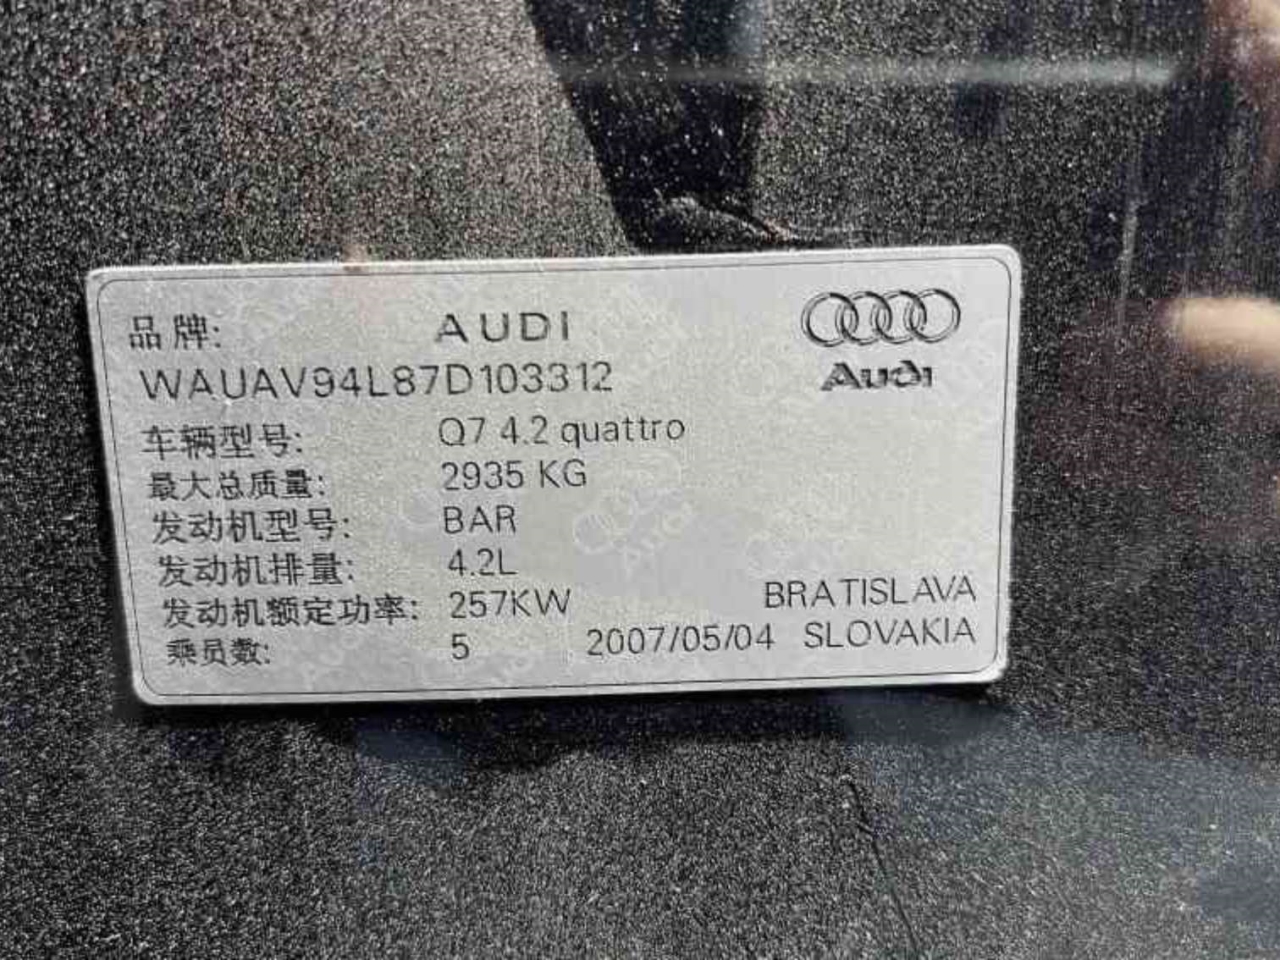 品牌: AUDI
Audi
WAUAV94L87D103312
车辆型号: Q7 4.2 quattro
最大总质量: 2935 KG
发动机型号: BAR
发动机排量: 4.2L
发动机额定功率: 257KW BRATISLAVA
乘员数: 5 2007/05/04 SLOVAKIA